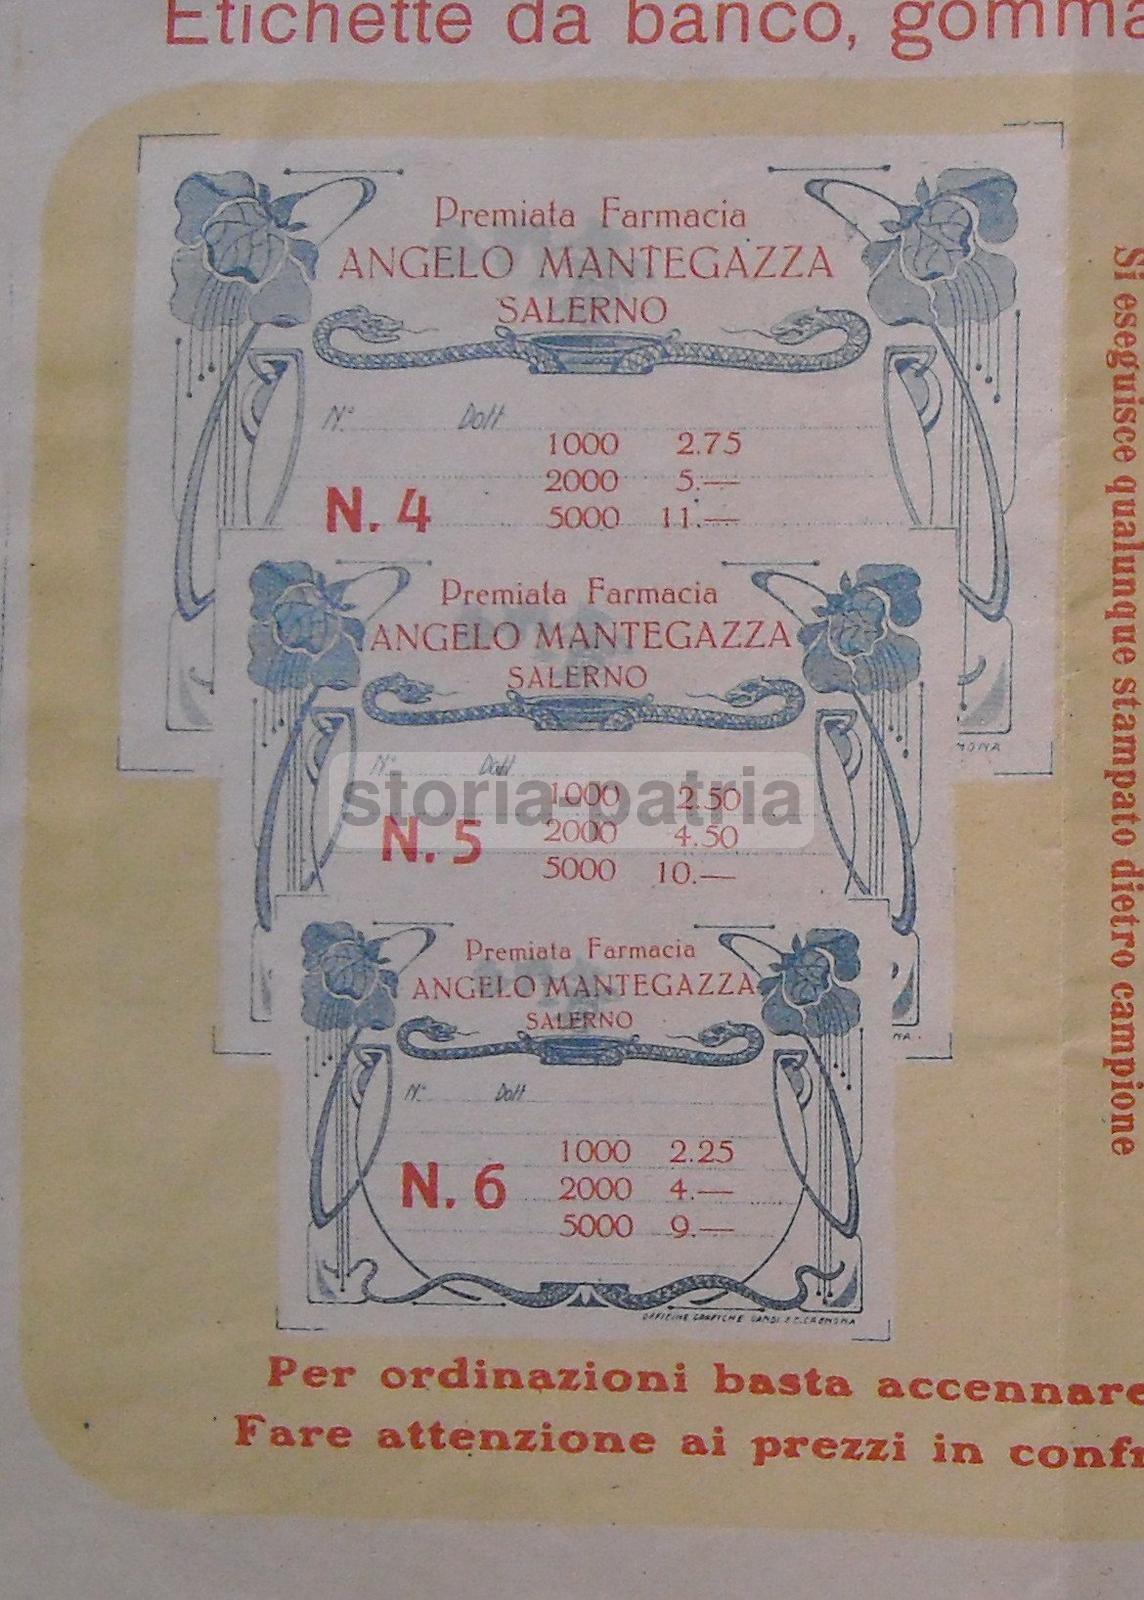 Etichette da banco, gomma
Premiata Farmacia
ANGELO MANTEGAZZA
SALERNO
N.º Dott
1000 2.75
2000 5.—
N. 4
5000 11.—
Premiata Farmacia
ANGELO MANTEGAZZA
SALERNO
N.º Dott
storia-patria
1000 2.50
2000 4.50
N. 5
5000 10.—
Premiata Farmacia
ANGELO MANTEGAZZA
SALERNO
N.º Dott
1000 2.25
N. 6
2000 4.—
5000 9.—
OFFICINE GRAFICHE CREMONA
Per ordinazioni basta accennare
Fare attenzione ai prezzi in confr
Si eseguisce qualunque stampato dietro campione